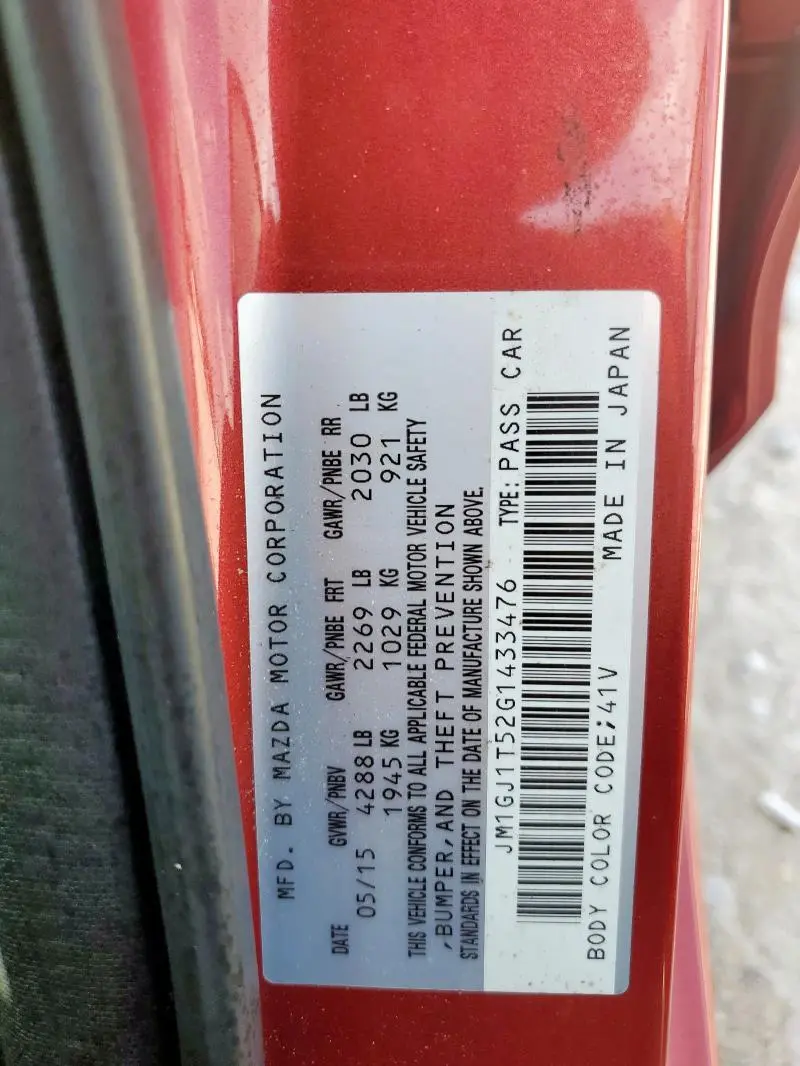 MFD. BY MAZDA MOTOR CORPORATION
DATE GVWR/PNBV GAWR/PNBE FRT GAWR/PNBE RR
05/15 4288 LB 2269 LB 2030 LB
1945 KG 1029 KG 921 KG
THIS VEHICLE CONFORMS TO ALL APPLICABLE FEDERAL MOTOR VEHICLE SAFETY
,BUMPER, AND THEFT PREVENTION
STANDARDS IN EFFECT ON THE DATE OF MANUFACTURE SHOWN ABOVE.
JM1GJ1T52G1433476 TYPE: PASS CAR
BODY COLOR CODE;41V MADE IN JAPAN